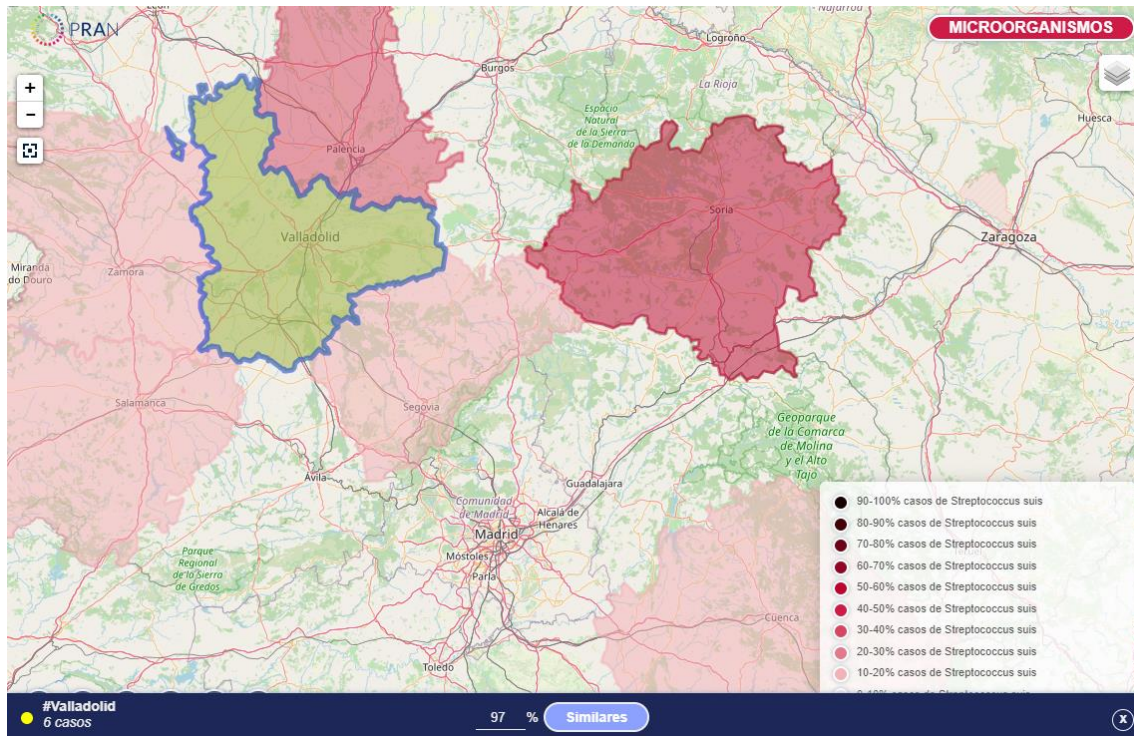 PRAN
MICROORGANISMOS
Najarrou
Logroño
Burgos
+
−
La Rioja
Huesca
Espacio
Natural
de la Sierra
de la Demanda
Palencia
Soria
Valladolid
Zaragoza
Miranda
do Douro
Zamora
Salamanca
Segovia
Geoparque
de la Comarca
de Molina
y el Alto
Tajo
Ávila
Guadalajara
Comunidad
de Madrid
Alcalá de
Henares
Madrid
Móstoles
Parla
Parque
Regional
de la Sierra
de Gredos
Cuenca
Toledo
90-100% casos de Streptococcus suis
80-90% casos de Streptococcus suis
70-80% casos de Streptococcus suis
60-70% casos de Streptococcus suis
50-60% casos de Streptococcus suis
40-50% casos de Streptococcus suis
30-40% casos de Streptococcus suis
20-30% casos de Streptococcus suis
10-20% casos de Streptococcus suis
#Valladolid
6 casos
97 %
Similares
X